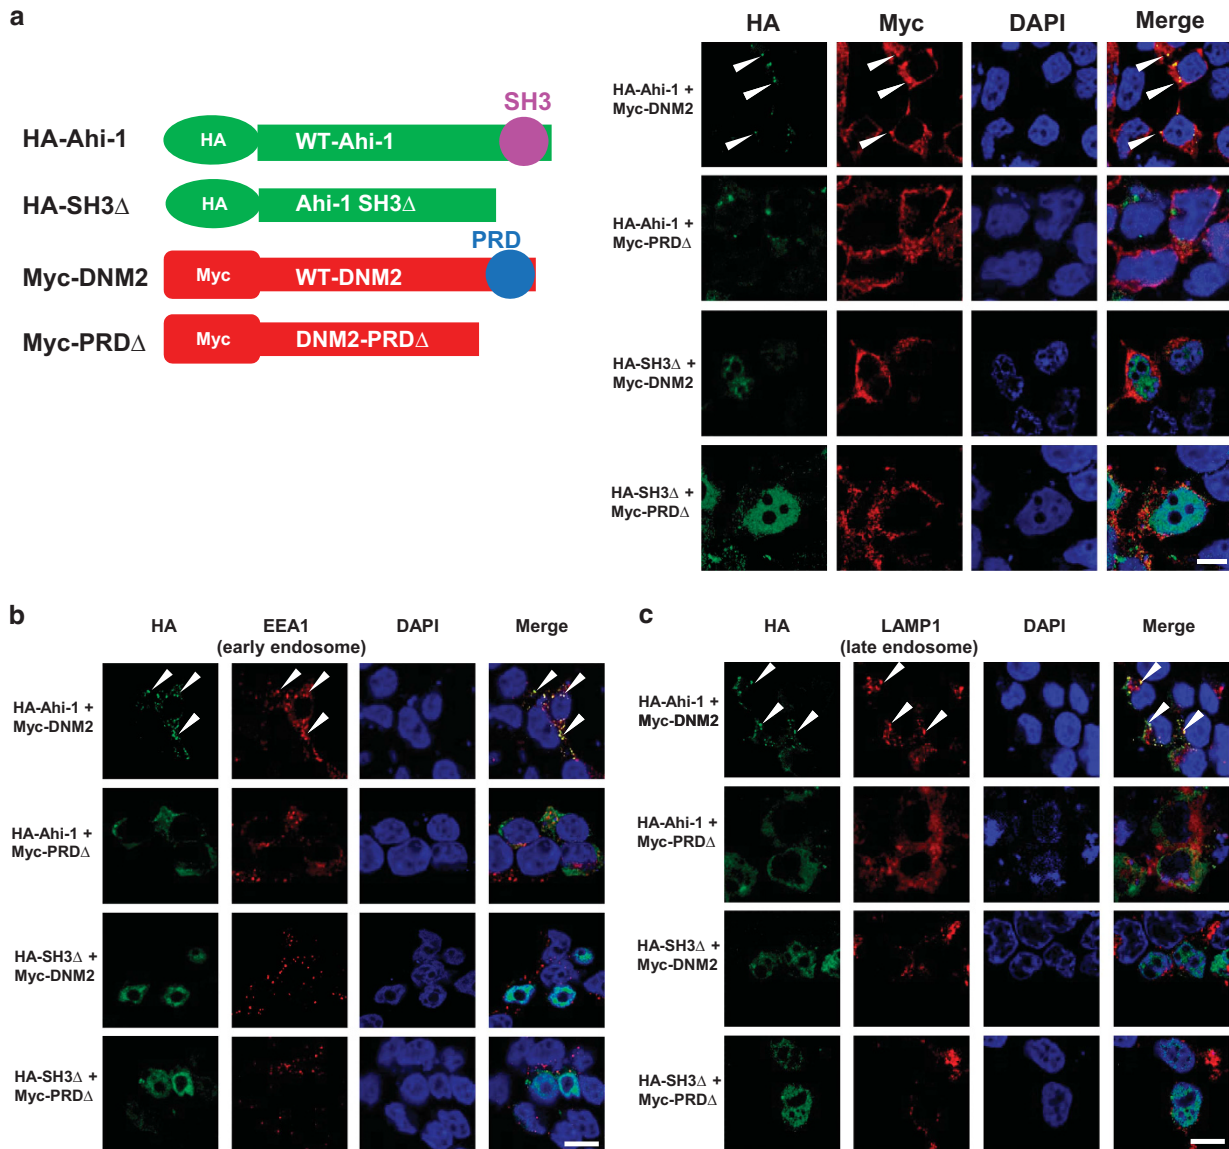 a
HA-Ahi-1
HA
WT-Ahi-1
SH3
HA-SH3Δ
HA
Ahi-1 SH3Δ
Myc-DNM2
Myc
WT-DNM2
PRD
Myc-PRDΔ
Myc
DNM2-PRDΔ
HA Myc DAPI Merge
HA-Ahi-1 +
Myc-DNM2
HA-Ahi-1 +
Myc-PRDΔ
HA-SH3Δ +
Myc-DNM2
HA-SH3Δ +
Myc-PRDΔ
b
HA EEA1 DAPI Merge
(early endosome)
HA-Ahi-1 +
Myc-DNM2
HA-Ahi-1 +
Myc-PRDΔ
HA-SH3Δ +
Myc-DNM2
HA-SH3Δ +
Myc-PRDΔ
c
HA LAMP1 DAPI Merge
(late endosome)
HA-Ahi-1 +
Myc-DNM2
HA-Ahi-1 +
Myc-PRDΔ
HA-SH3Δ +
Myc-DNM2
HA-SH3Δ +
Myc-PRDΔ